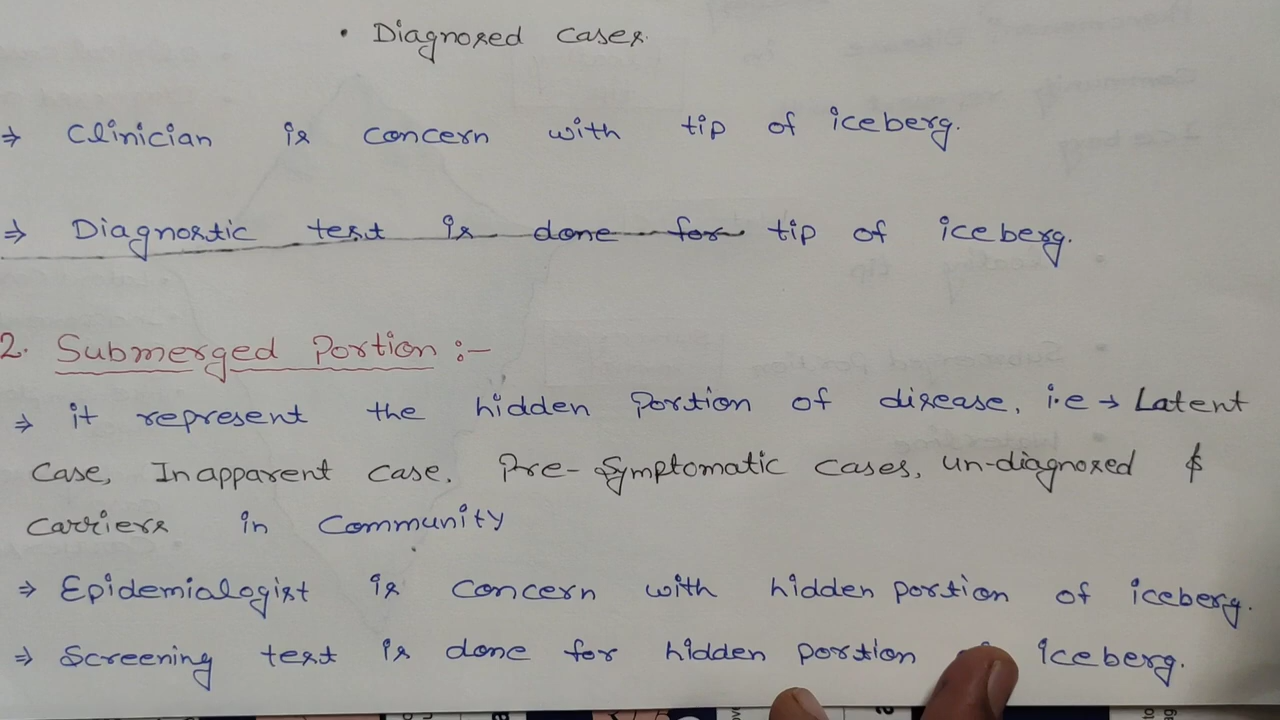 • Diagnosed cases.
⇒ Clinician is concern with tip of iceberg.
⇒ Diagnostic test is done for tip of iceberg.
2. Submerged Portion :-
⇒ it represent the hidden Portion of disease. i.e → Latent
Case, Inapparent case. Pre-Symptomatic cases, un-diagnosed &
Carriers in Community
⇒ Epidemialogist is concern with hidden portion of iceberg.
⇒ Screening test is done for hidden portion iceberg.